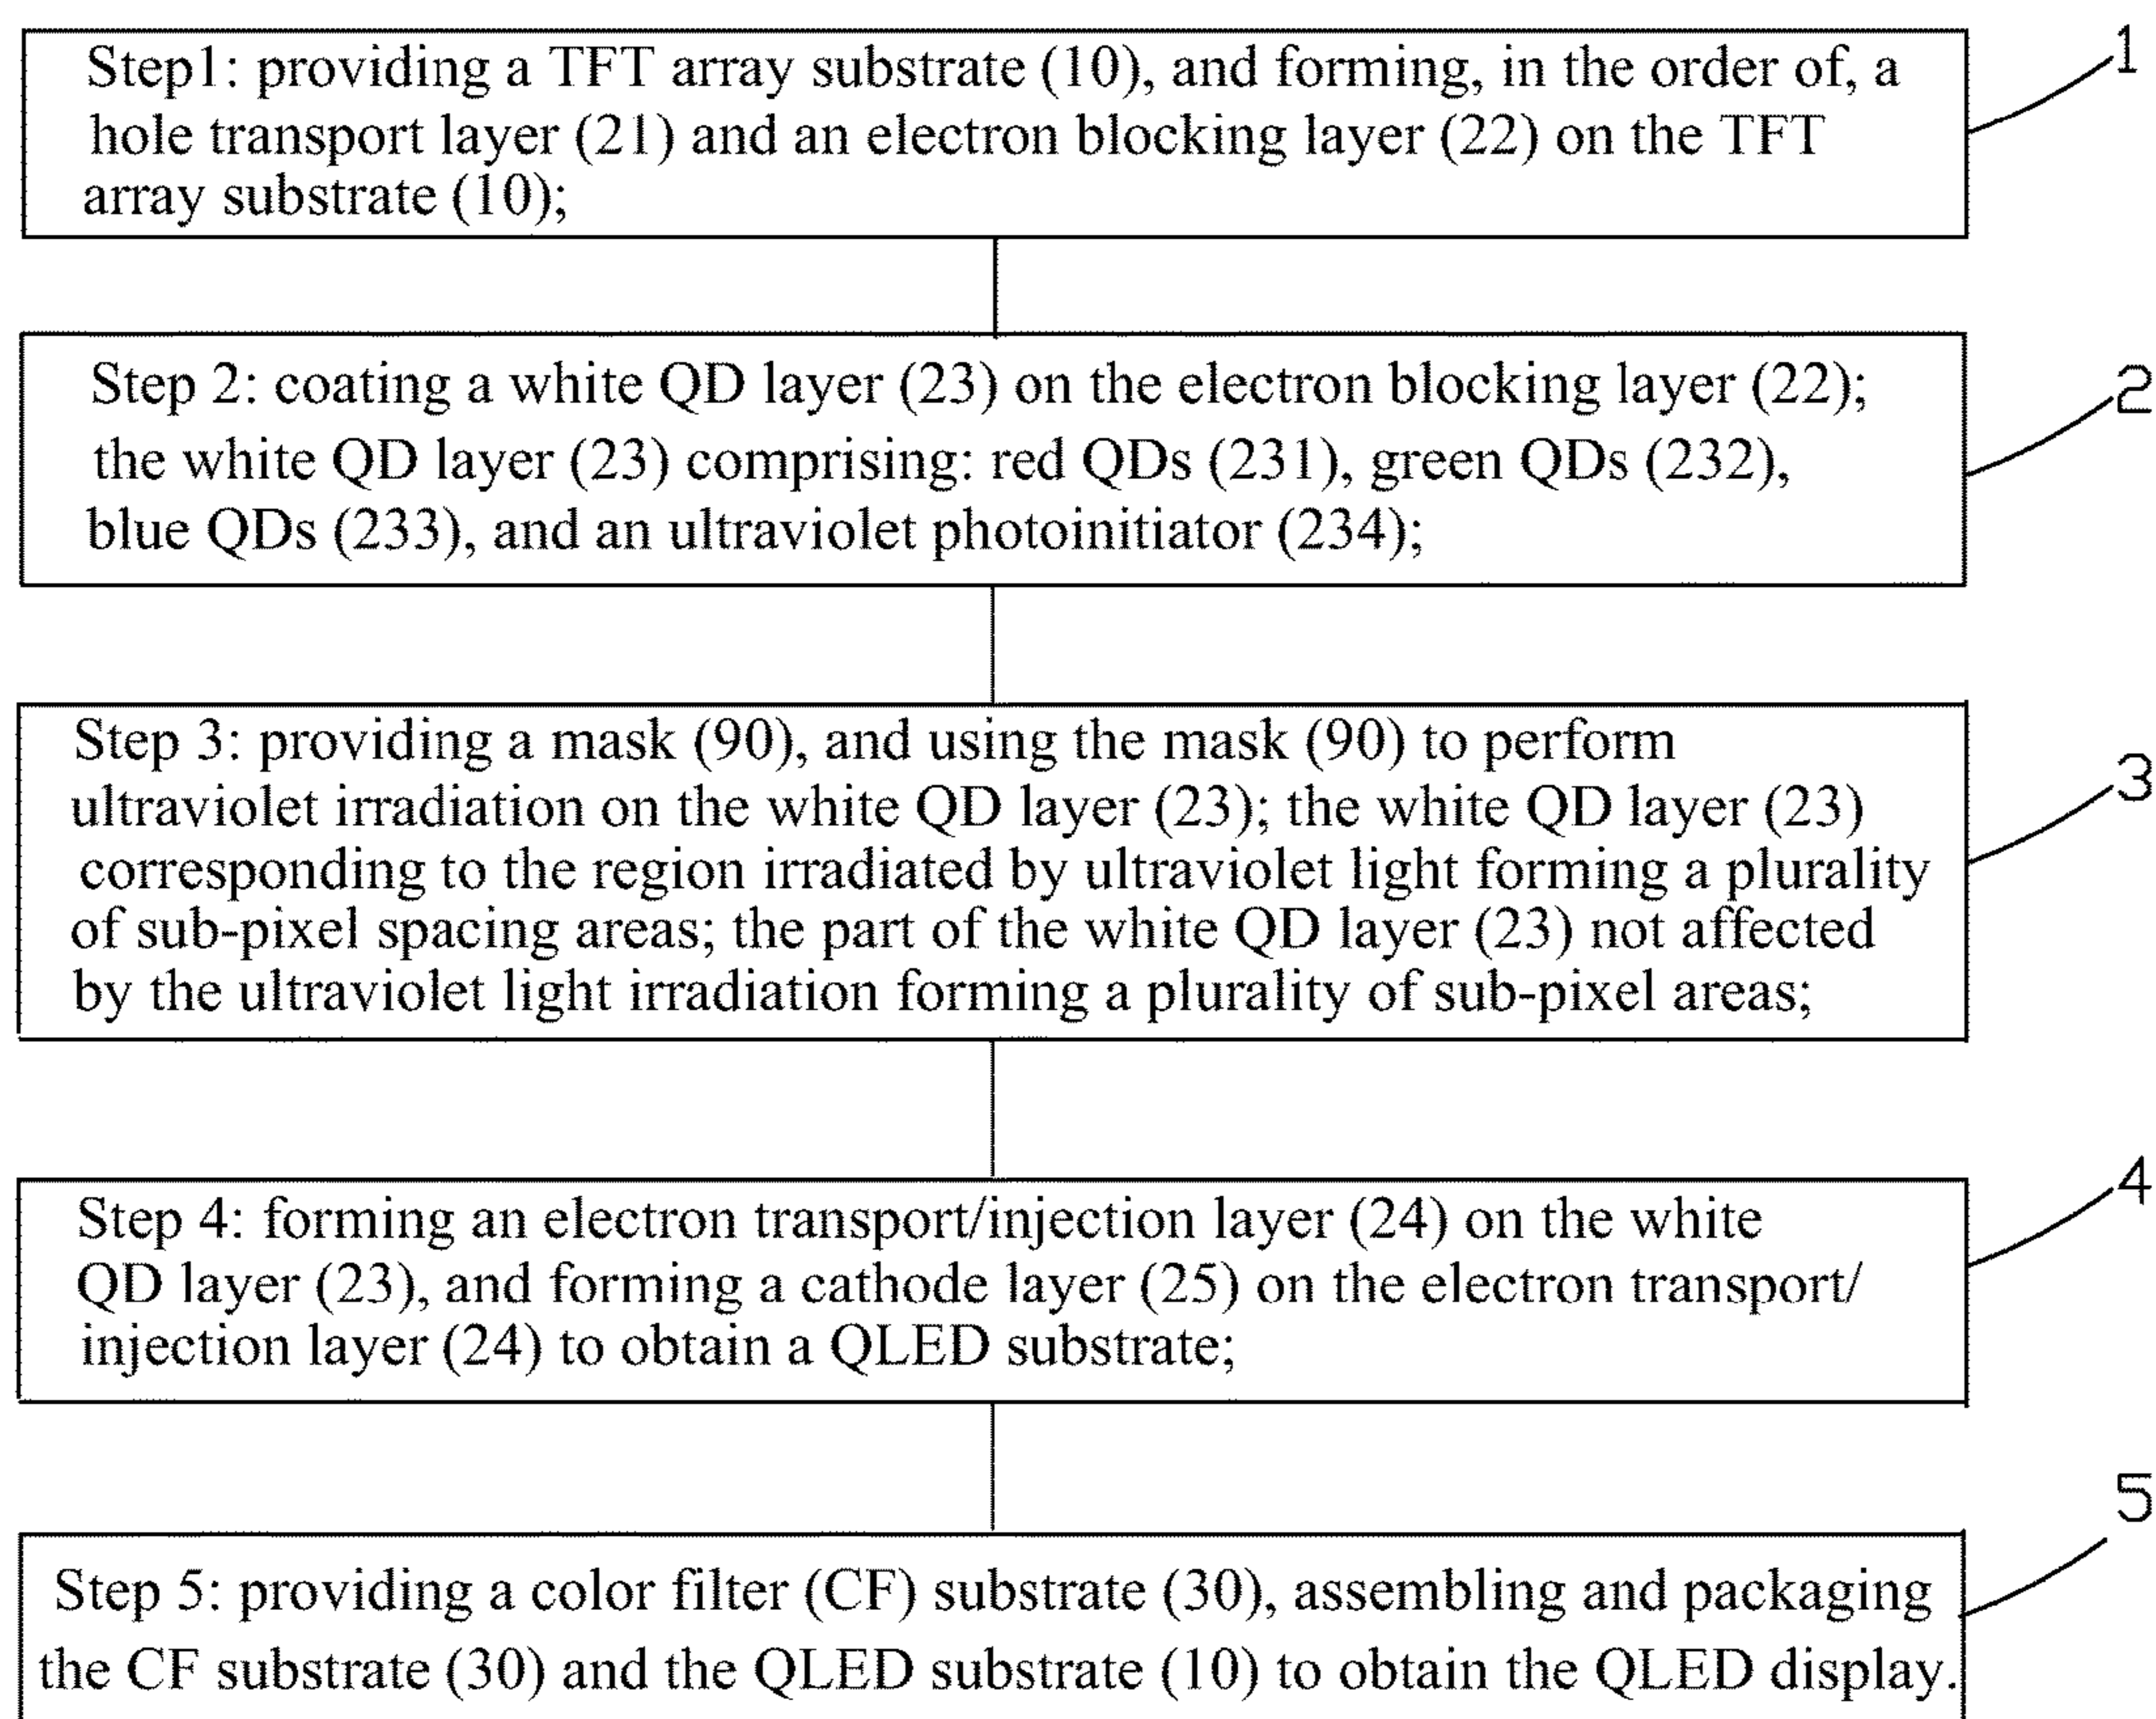 Step1: providing a TFT array substrate (10), and forming, in the order of, a
hole transport layer (21) and an electron blocking layer (22) on the TFT
array substrate (10);
1
Step 2: coating a white QD layer (23) on the electron blocking layer (22);
the white QD layer (23) comprising: red QDs (231), green QDs (232),
blue QDs (233), and an ultraviolet photoinitiator (234);
2
Step 3: providing a mask (90), and using the mask (90) to perform
ultraviolet irradiation on the white QD layer (23); the white QD layer (23)
corresponding to the region irradiated by ultraviolet light forming a plurality
of sub-pixel spacing areas; the part of the white QD layer (23) not affected
by the ultraviolet light irradiation forming a plurality of sub-pixel areas;
3
Step 4: forming an electron transport/injection layer (24) on the white
QD layer (23), and forming a cathode layer (25) on the electron transport/
injection layer (24) to obtain a QLED substrate;
4
Step 5: providing a color filter (CF) substrate (30), assembling and packaging
the CF substrate (30) and the QLED substrate (10) to obtain the QLED display.
5